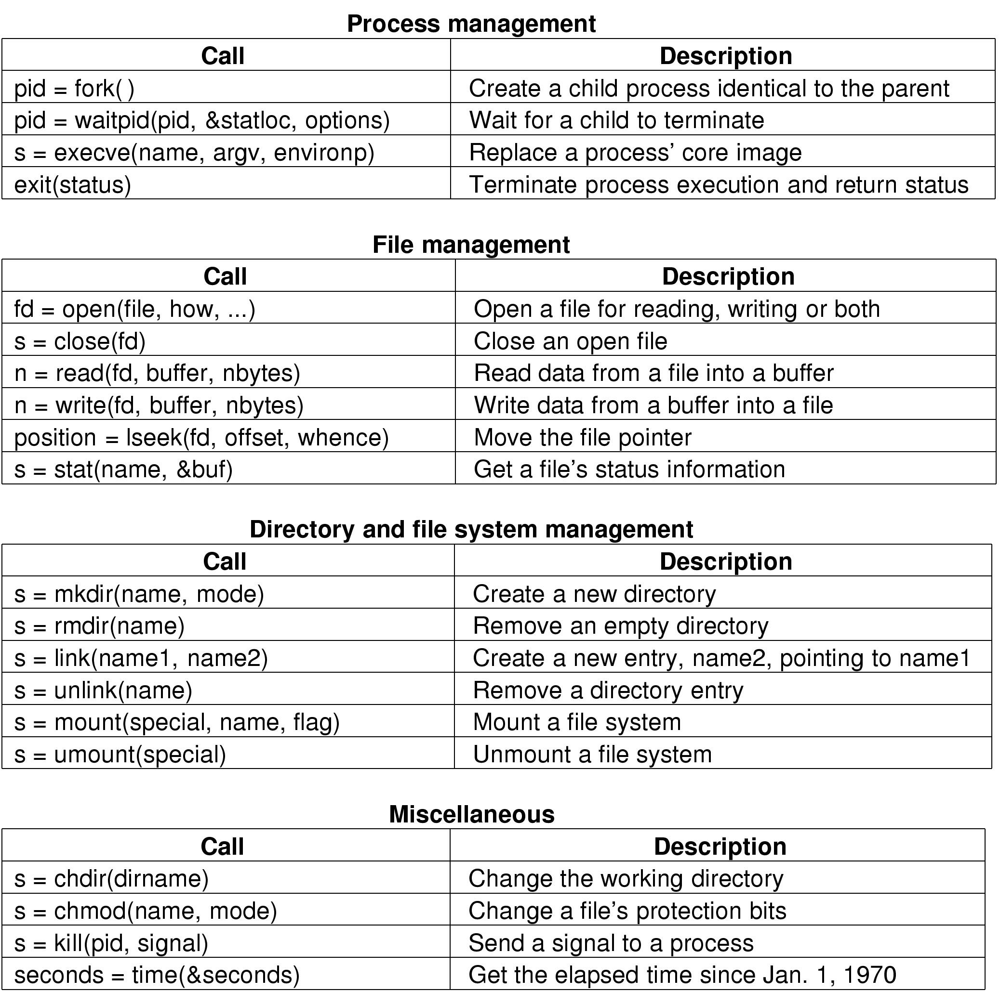 Process management
Call Description
pid = fork( ) Create a child process identical to the parent
pid = waitpid(pid, &statloc, options) Wait for a child to terminate
s = execve(name, argv, environp) Replace a process’ core image
exit(status) Terminate process execution and return status
File management
Call Description
fd = open(file, how, ...) Open a file for reading, writing or both
s = close(fd) Close an open file
n = read(fd, buffer, nbytes) Read data from a file into a buffer
n = write(fd, buffer, nbytes) Write data from a buffer into a file
position = lseek(fd, offset, whence) Move the file pointer
s = stat(name, &buf) Get a file’s status information
Directory and file system management
Call Description
s = mkdir(name, mode) Create a new directory
s = rmdir(name) Remove an empty directory
s = link(name1, name2) Create a new entry, name2, pointing to name1
s = unlink(name) Remove a directory entry
s = mount(special, name, flag) Mount a file system
s = umount(special) Unmount a file system
Miscellaneous
Call Description
s = chdir(dirname) Change the working directory
s = chmod(name, mode) Change a file’s protection bits
s = kill(pid, signal) Send a signal to a process
seconds = time(&seconds) Get the elapsed time since Jan. 1, 1970